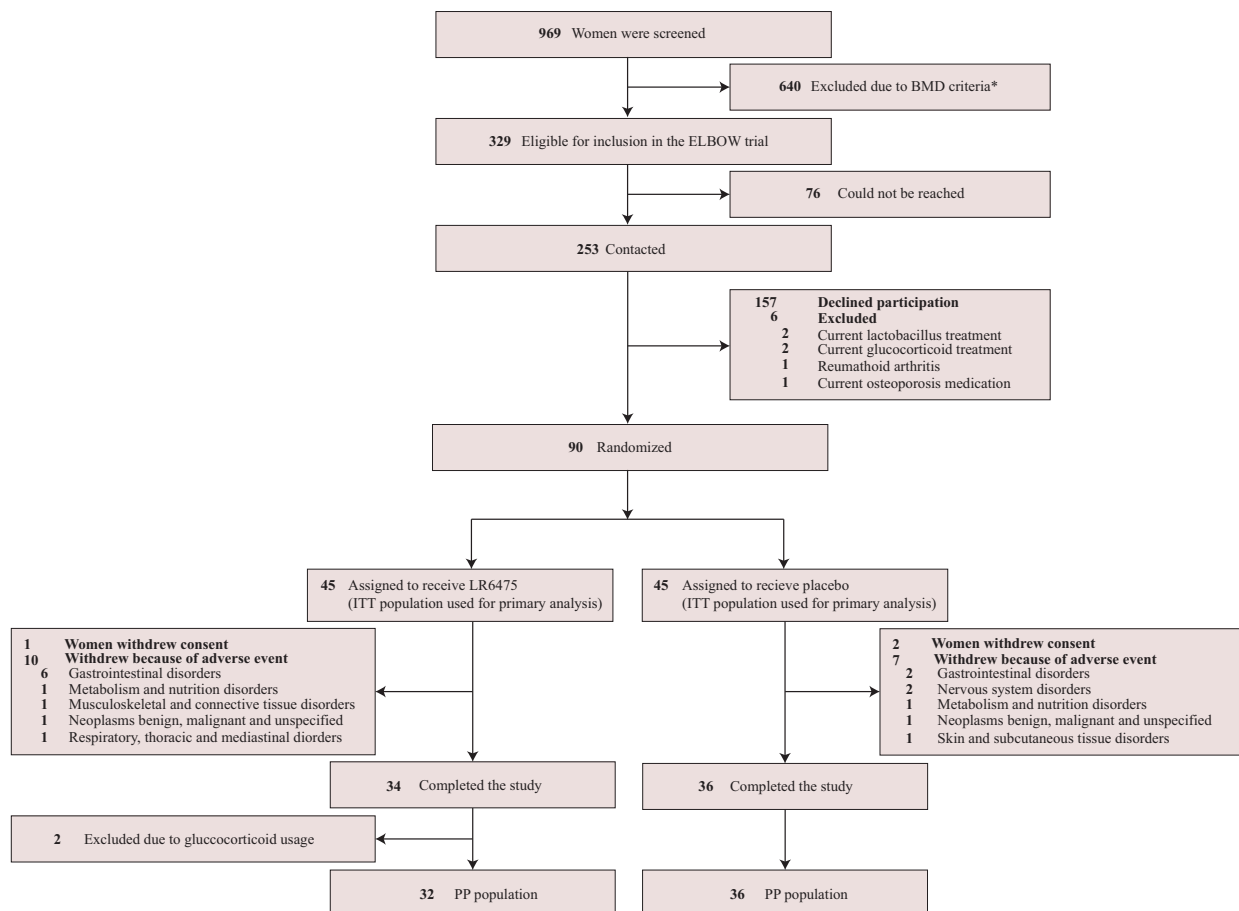 969 Women were screened
640 Excluded due to BMD criteria*
329 Eligible for inclusion in the ELBOW trial
76 Could not be reached
253 Contacted
157 Declined participation
6 Excluded
2 Current lactobacillus treatment
2 Current glucocorticoid treatment
1 Reumathoid arthritis
1 Current osteoporosis medication
90 Randomized
45 Assigned to receive LR6475
(ITT population used for primary analysis)
45 Assigned to recieve placebo
(ITT population used for primary analysis)
1 Women withdrew consent
10 Withdrew because of adverse event
6 Gastrointestinal disorders
1 Metabolism and nutrition disorders
1 Musculoskeletal and connective tissue disorders
1 Neoplasms benign, malignant and unspecified
1 Respiratory, thoracic and mediastinal diorders
2 Women withdrew consent
7 Withdrew because of adverse event
2 Gastrointestinal disorders
2 Nervous system disorders
1 Metabolism and nutrition disorders
1 Neoplasms benign, malignant and unspecified
1 Skin and subcutaneous tissue disorders
34 Completed the study
36 Completed the study
2 Excluded due to gluccocorticoid usage
32 PP population
36 PP population